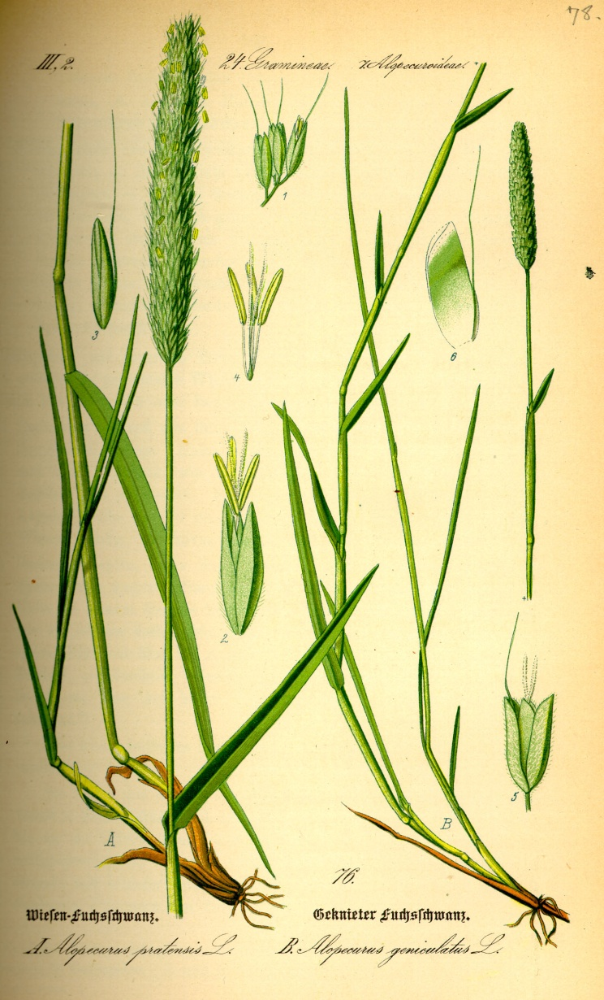 78.
III, 2. 24. Gramineae. 7. Alopecuroideae.
1
3
4
6
2
5
A
B
76.
Wiesen-Fuchsschwanz. Geknieter Fuchsschwanz.
A. Alopecurus pratensis L. B. Alopecurus geniculatus L.